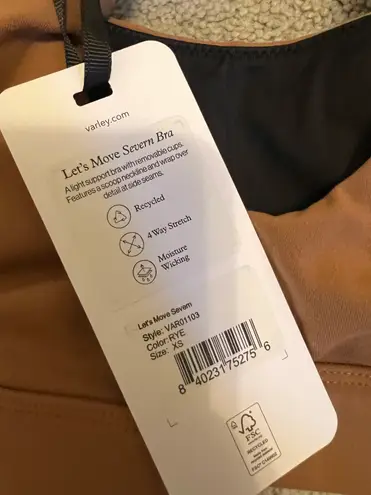 varley.com
Let's Move Severn Bra
A light support bra with removable cups.
Features a scoop neckline and wrap over
detail at side seams.
Recycled
4 Way Stretch
Moisture
Wicking
Let's Move Severn
Style: VAR01103
Color:RYE
Size: XS
8 40231 75275 6
FSC
RECYCLED